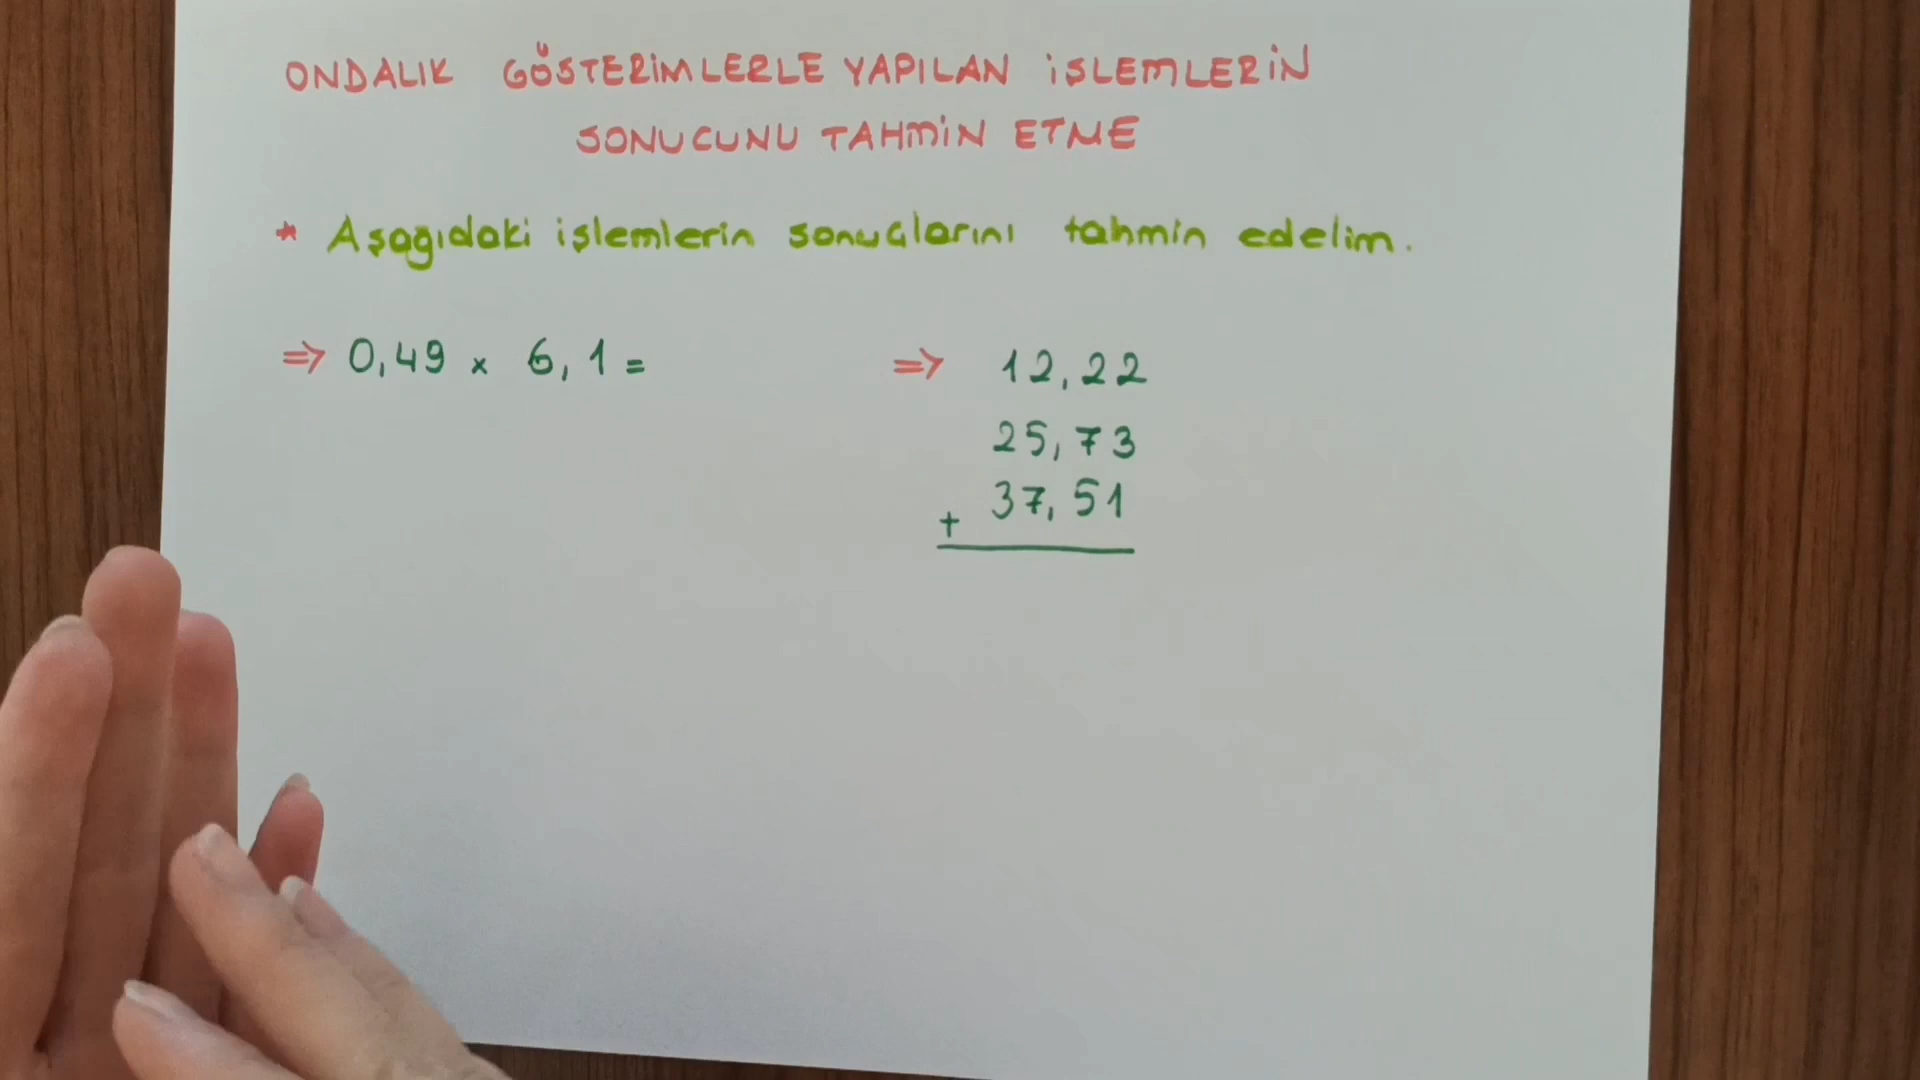 ONDALIK GÖSTERİMLERLE YAPILAN İŞLEMLERİN
SONUCUNU TAHMİN ETME
* Aşağıdaki işlemlerin sonuçlarını tahmin edelim.
⇒ 0,49 x 6,1 =
⇒ 12,22
25,73
+ 37,51